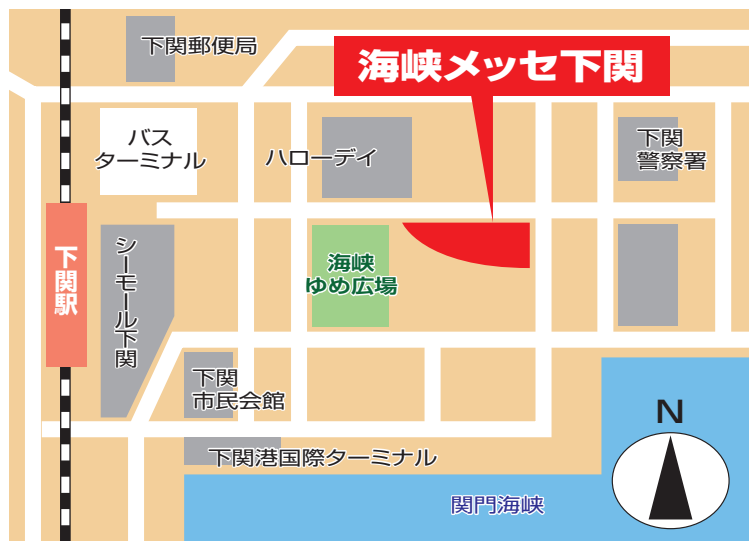 下関郵便局
海峡メッセ下関
バス
ターミナル
ハローデイ
下関
警察署
下関駅
シーモール下関
海峡
ゆめ広場
下関
市民会館
下関港国際ターミナル
関門海峡
N